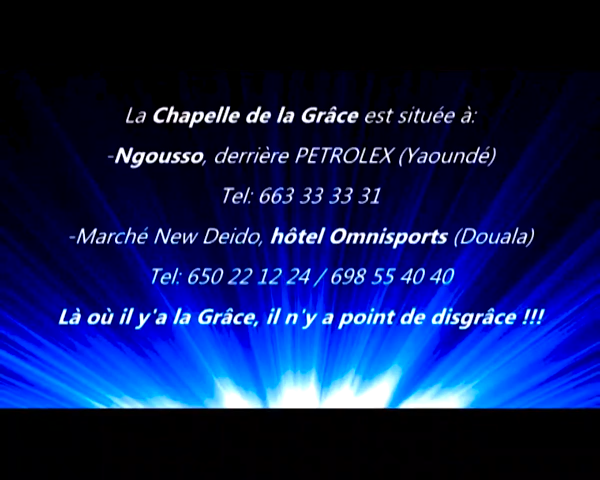 La Chapelle de la Grâce est située à:
-Ngousso, derrière PETROLEX (Yaoundé)
Tel: 663 33 33 31
-Marché New Deido, hôtel Omnisports (Douala)
Tel: 650 22 12 24 / 698 55 40 40
Là où il y'a la Grâce, il n'y a point de disgrâce !!!